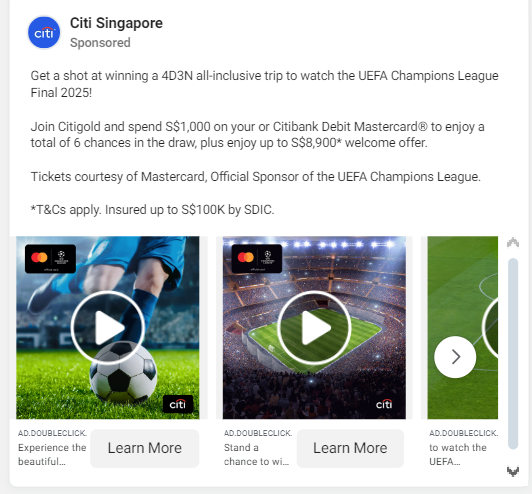 citi
Citi Singapore
Sponsored
Get a shot at winning a 4D3N all-inclusive trip to watch the UEFA Champions League
Final 2025!
Join Citigold and spend S$1,000 on your or Citibank Debit Mastercard® to enjoy a
total of 6 chances in the draw, plus enjoy up to S$8,900* welcome offer.
Tickets courtesy of Mastercard, Official Sponsor of the UEFA Champions League.
*T&Cs apply. Insured up to S$100K by SDIC.
citi
citi
AD.DOUBLECLICK.
Experience the
beautiful...
Learn More
AD.DOUBLECLICK.
Stand a
chance to wi...
Learn More
AD.DOUBLECLICK.
to watch the
UEFA...